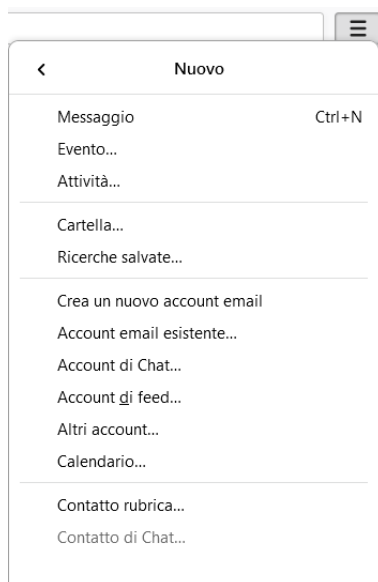 Nuovo
Messaggio Ctrl+N
Evento...
Attività...
Cartella...
Ricerche salvate...
Crea un nuovo account email
Account email esistente...
Account di Chat...
Account di feed...
Altri account...
Calendario...
Contatto rubrica...
Contatto di Chat...